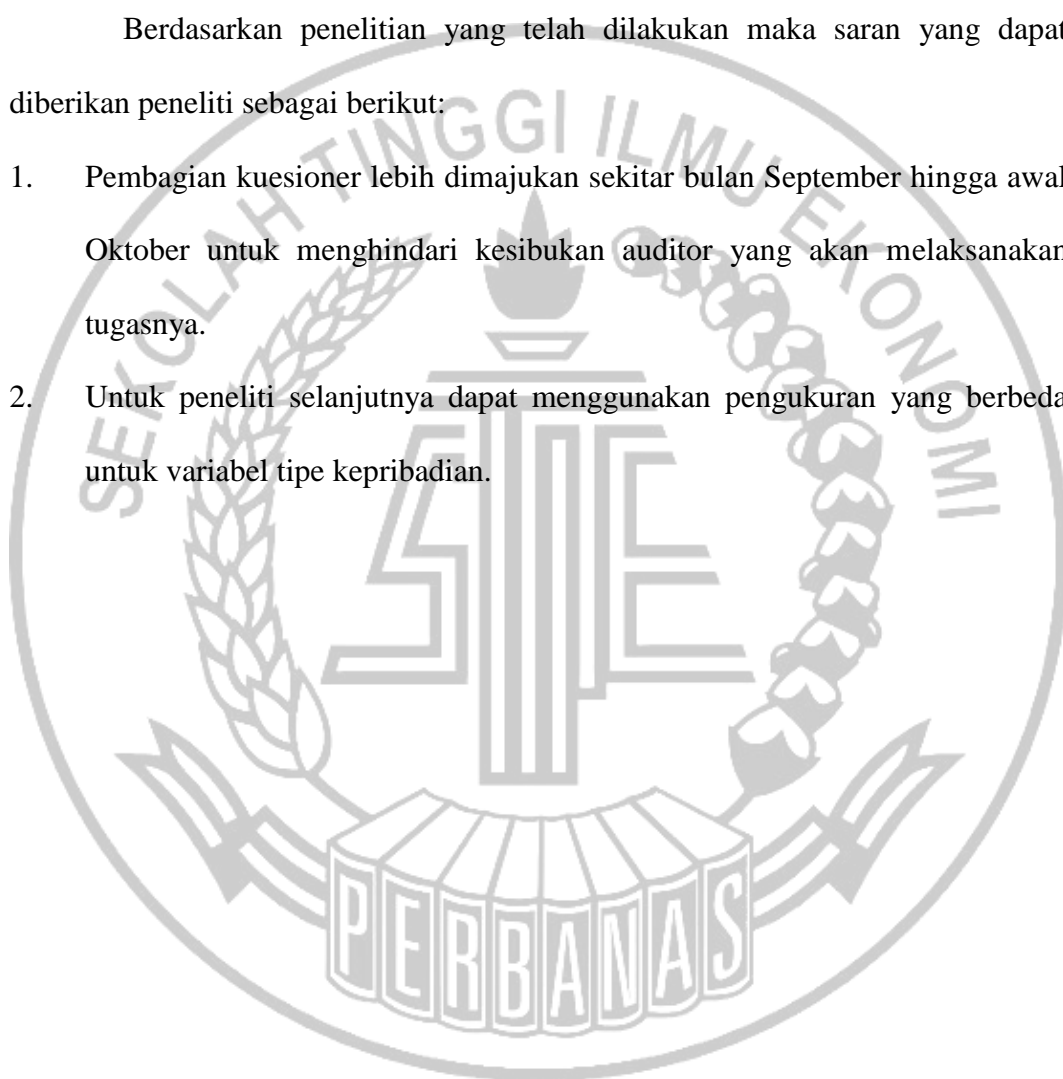 Berdasarkan penelitian yang telah dilakukan maka saran yang dapat
diberikan peneliti sebagai berikut:
1. Pembagian kuesioner lebih dimajukan sekitar bulan September hingga awal
Oktober untuk menghindari kesibukan auditor yang akan melaksanakan
tugasnya.
2. Untuk peneliti selanjutnya dapat menggunakan pengukuran yang berbeda
untuk variabel tipe kepribadian.
SEKOLAH TINGGI ILMU EKONOMI
PERBANAS